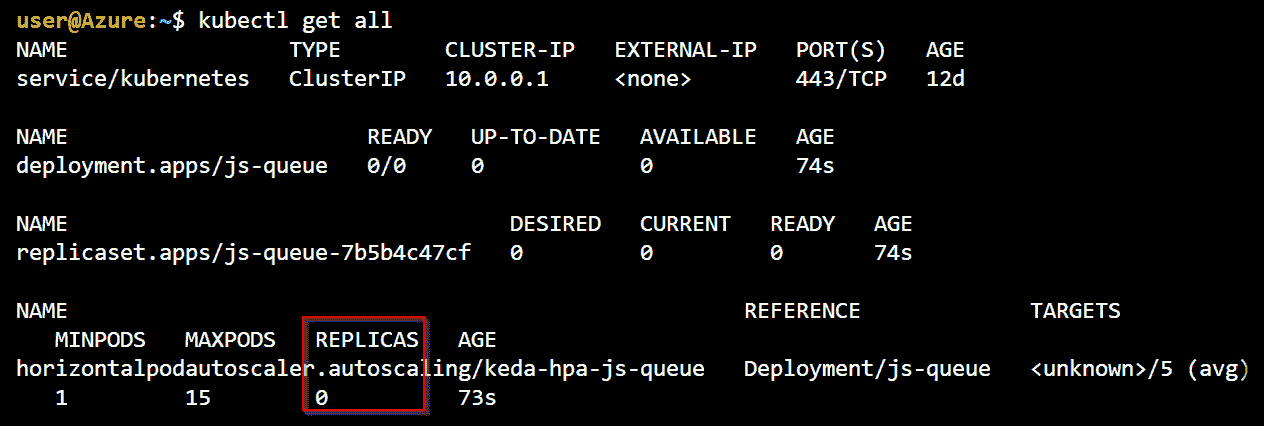 user@Azure:~$ kubectl get all
NAME                 TYPE        CLUSTER-IP   EXTERNAL-IP   PORT(S)   AGE
service/kubernetes   ClusterIP   10.0.0.1     <none>        443/TCP   12d
NAME                       READY   UP-TO-DATE   AVAILABLE   AGE
deployment.apps/js-queue   0/0     0            0           74s
NAME                                  DESIRED   CURRENT   READY   AGE
replicaset.apps/js-queue-7b5b4c47cf   0         0         0       74s
NAME                                                    REFERENCE             TARGETS
   MINPODS   MAXPODS   REPLICAS   AGE
horizontalpodautoscaler.autoscaling/keda-hpa-js-queue   Deployment/js-queue   <unknown>/5 (avg)
   1         15        0          73s